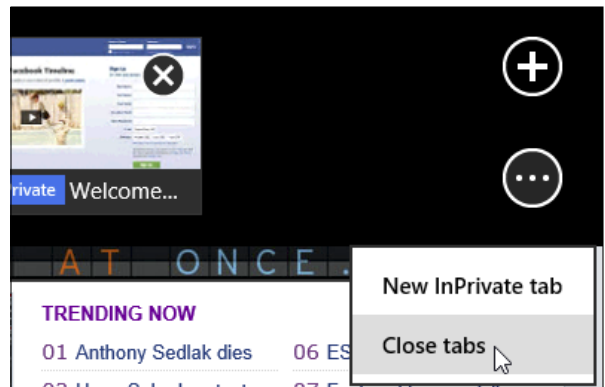 Facebook Timeline
Sign Up
rivate Welcome...
AT ONCE.
New InPrivate tab
Close tabs
TRENDING NOW
01 Anthony Sedlak dies
06 ES